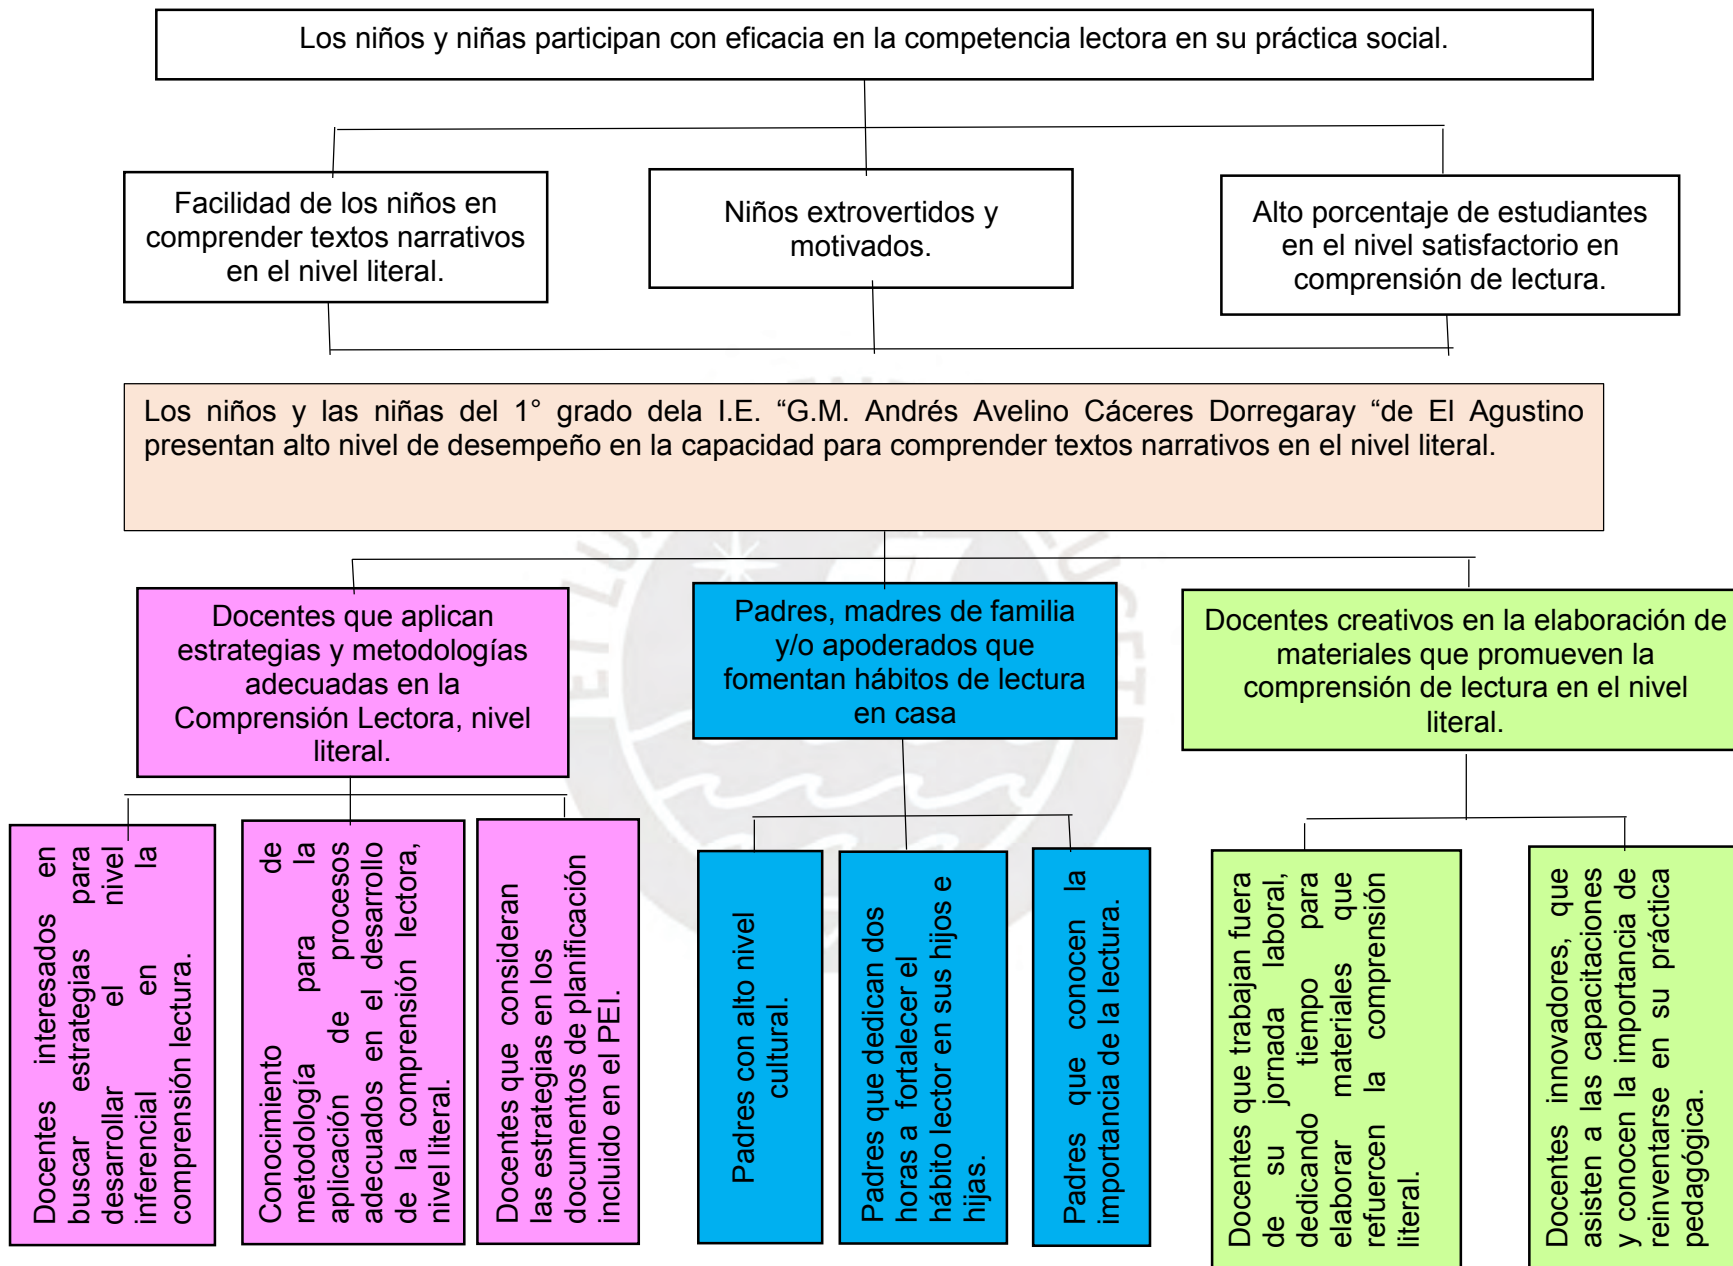 Los niños y niñas participan con eficacia en la competencia lectora en su práctica social.
Facilidad de los niños en
comprender textos narrativos
en el nivel literal.
Niños extrovertidos y
motivados.
Alto porcentaje de estudiantes
en el nivel satisfactorio en
comprensión de lectura.
Los niños y las niñas del 1° grado dela I.E. “G.M. Andrés Avelino Cáceres Dorregaray “de El Agustino
presentan alto nivel de desempeño en la capacidad para comprender textos narrativos en el nivel literal.
Docentes que aplican
estrategias y metodologías
adecuadas en la
Comprensión Lectora, nivel
literal.
Padres, madres de familia
y/o apoderados que
fomentan hábitos de lectura
en casa
Docentes creativos en la elaboración de
materiales que promueven la
comprensión de lectura en el nivel
literal.
Docentes interesados en
buscar estrategias para
desarrollar el nivel
inferencial en la
comprensión lectura.
Conocimiento de
metodología para la
aplicación de procesos
adecuados en el desarrollo
de la comprensión lectora,
nivel literal.
Docentes que consideran
las estrategias en los
documentos de planificación
incluido en el PEI.
Padres con alto nivel
cultural.
Padres que dedican dos
horas a fortalecer el
hábito lector en sus hijos e
hijas.
Padres que conocen la
importancia de la lectura.
Docentes que trabajan fuera
de su jornada laboral,
dedicando tiempo para
elaborar materiales que
refuercen la comprensión
literal.
Docentes innovadores, que
asisten a las capacitaciones
y conocen la importancia de
reinventarse en su práctica
pedagógica.